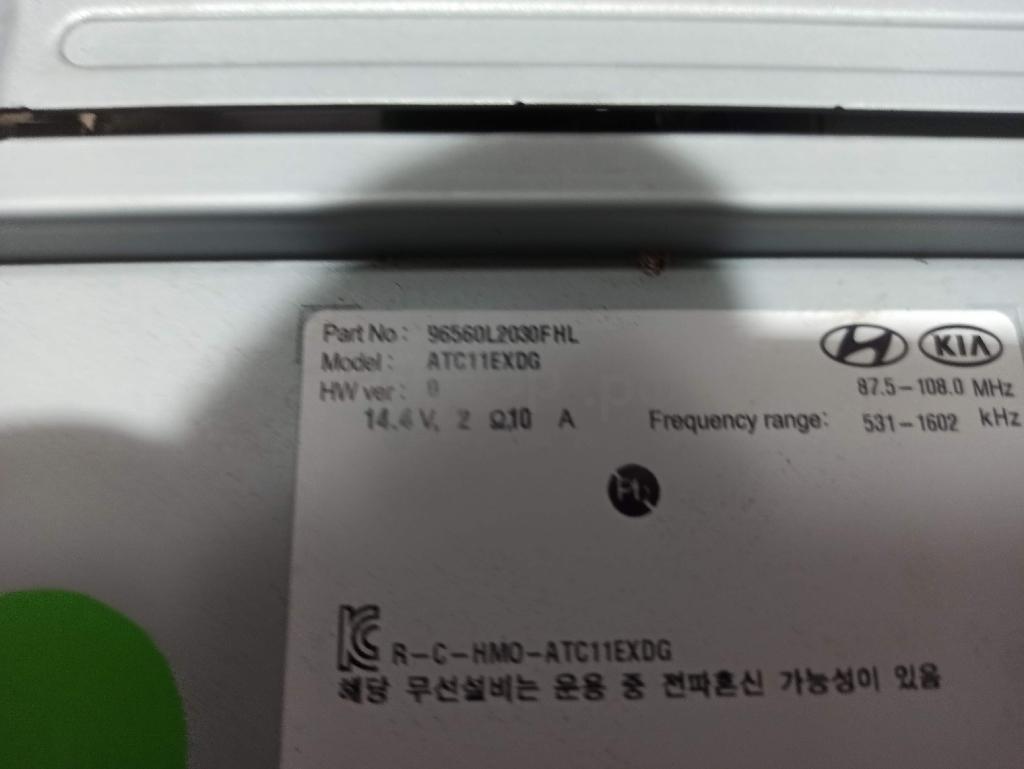 Part No : 96560L2030FHL
Model : ATC11EXDG
HW ver : 0
14.4 V, 2 Ω10 A
KIA
87.5-108.0 MHz
Frequency range: 531-1602 kHz
R-C-HMO-ATC11EXDG
해당 무선설비는 운용 중 전파혼신 가능성이 있음